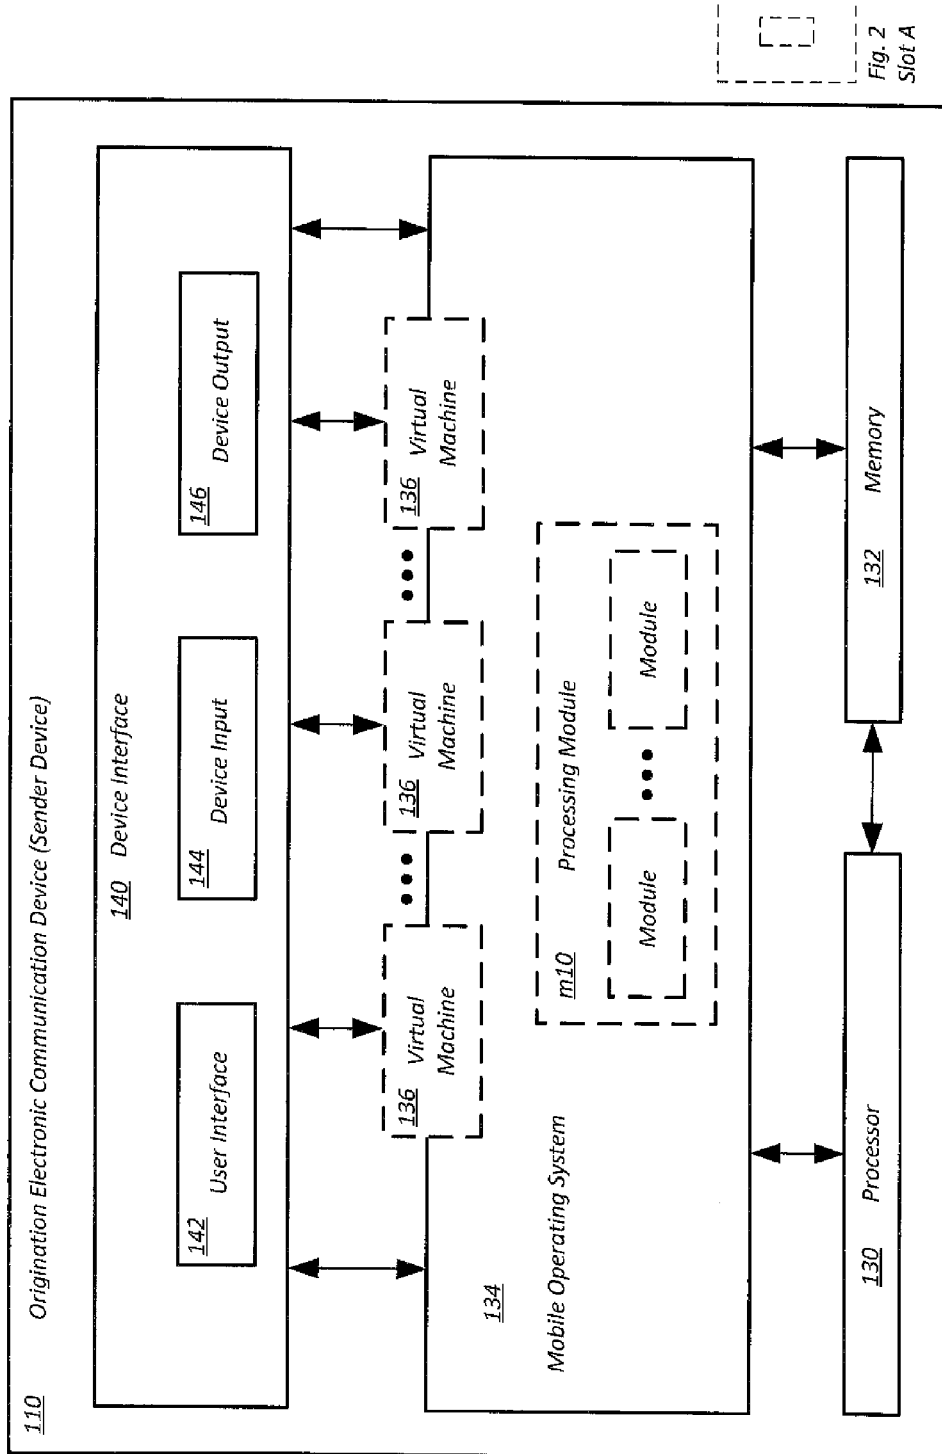 110 Origination Electronic Communication Device (Sender Device)
140 Device Interface
142
User Interface
144
Device Input
146
Device Output
136 Virtual
Machine
136 Virtual
Machine
136 Virtual
Machine
134
Mobile Operating System
m10 Processing Module
Module
Module
130 Processor
132 Memory
Fig. 2
Slot A